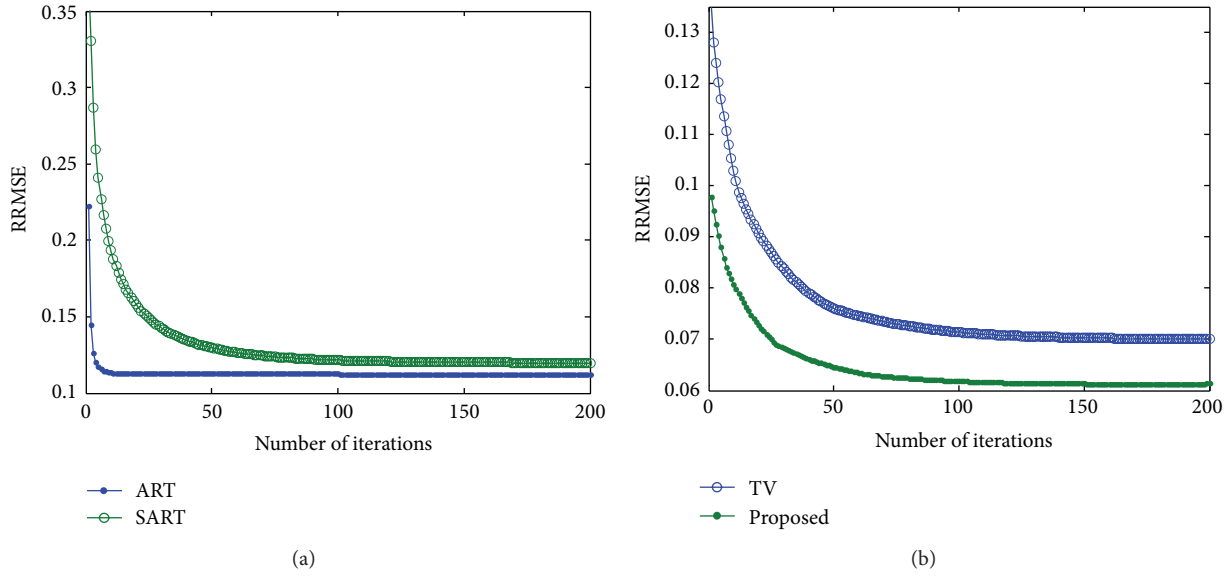 0.35
0.3
0.25
0.2
0.15
0.1
RRMSE
0 50 100 150 200
Number of iterations
ART
SART
(a)
0.13
0.12
0.11
0.1
0.09
0.08
0.07
0.06
RRMSE
0 50 100 150 200
Number of iterations
TV
Proposed
(b)